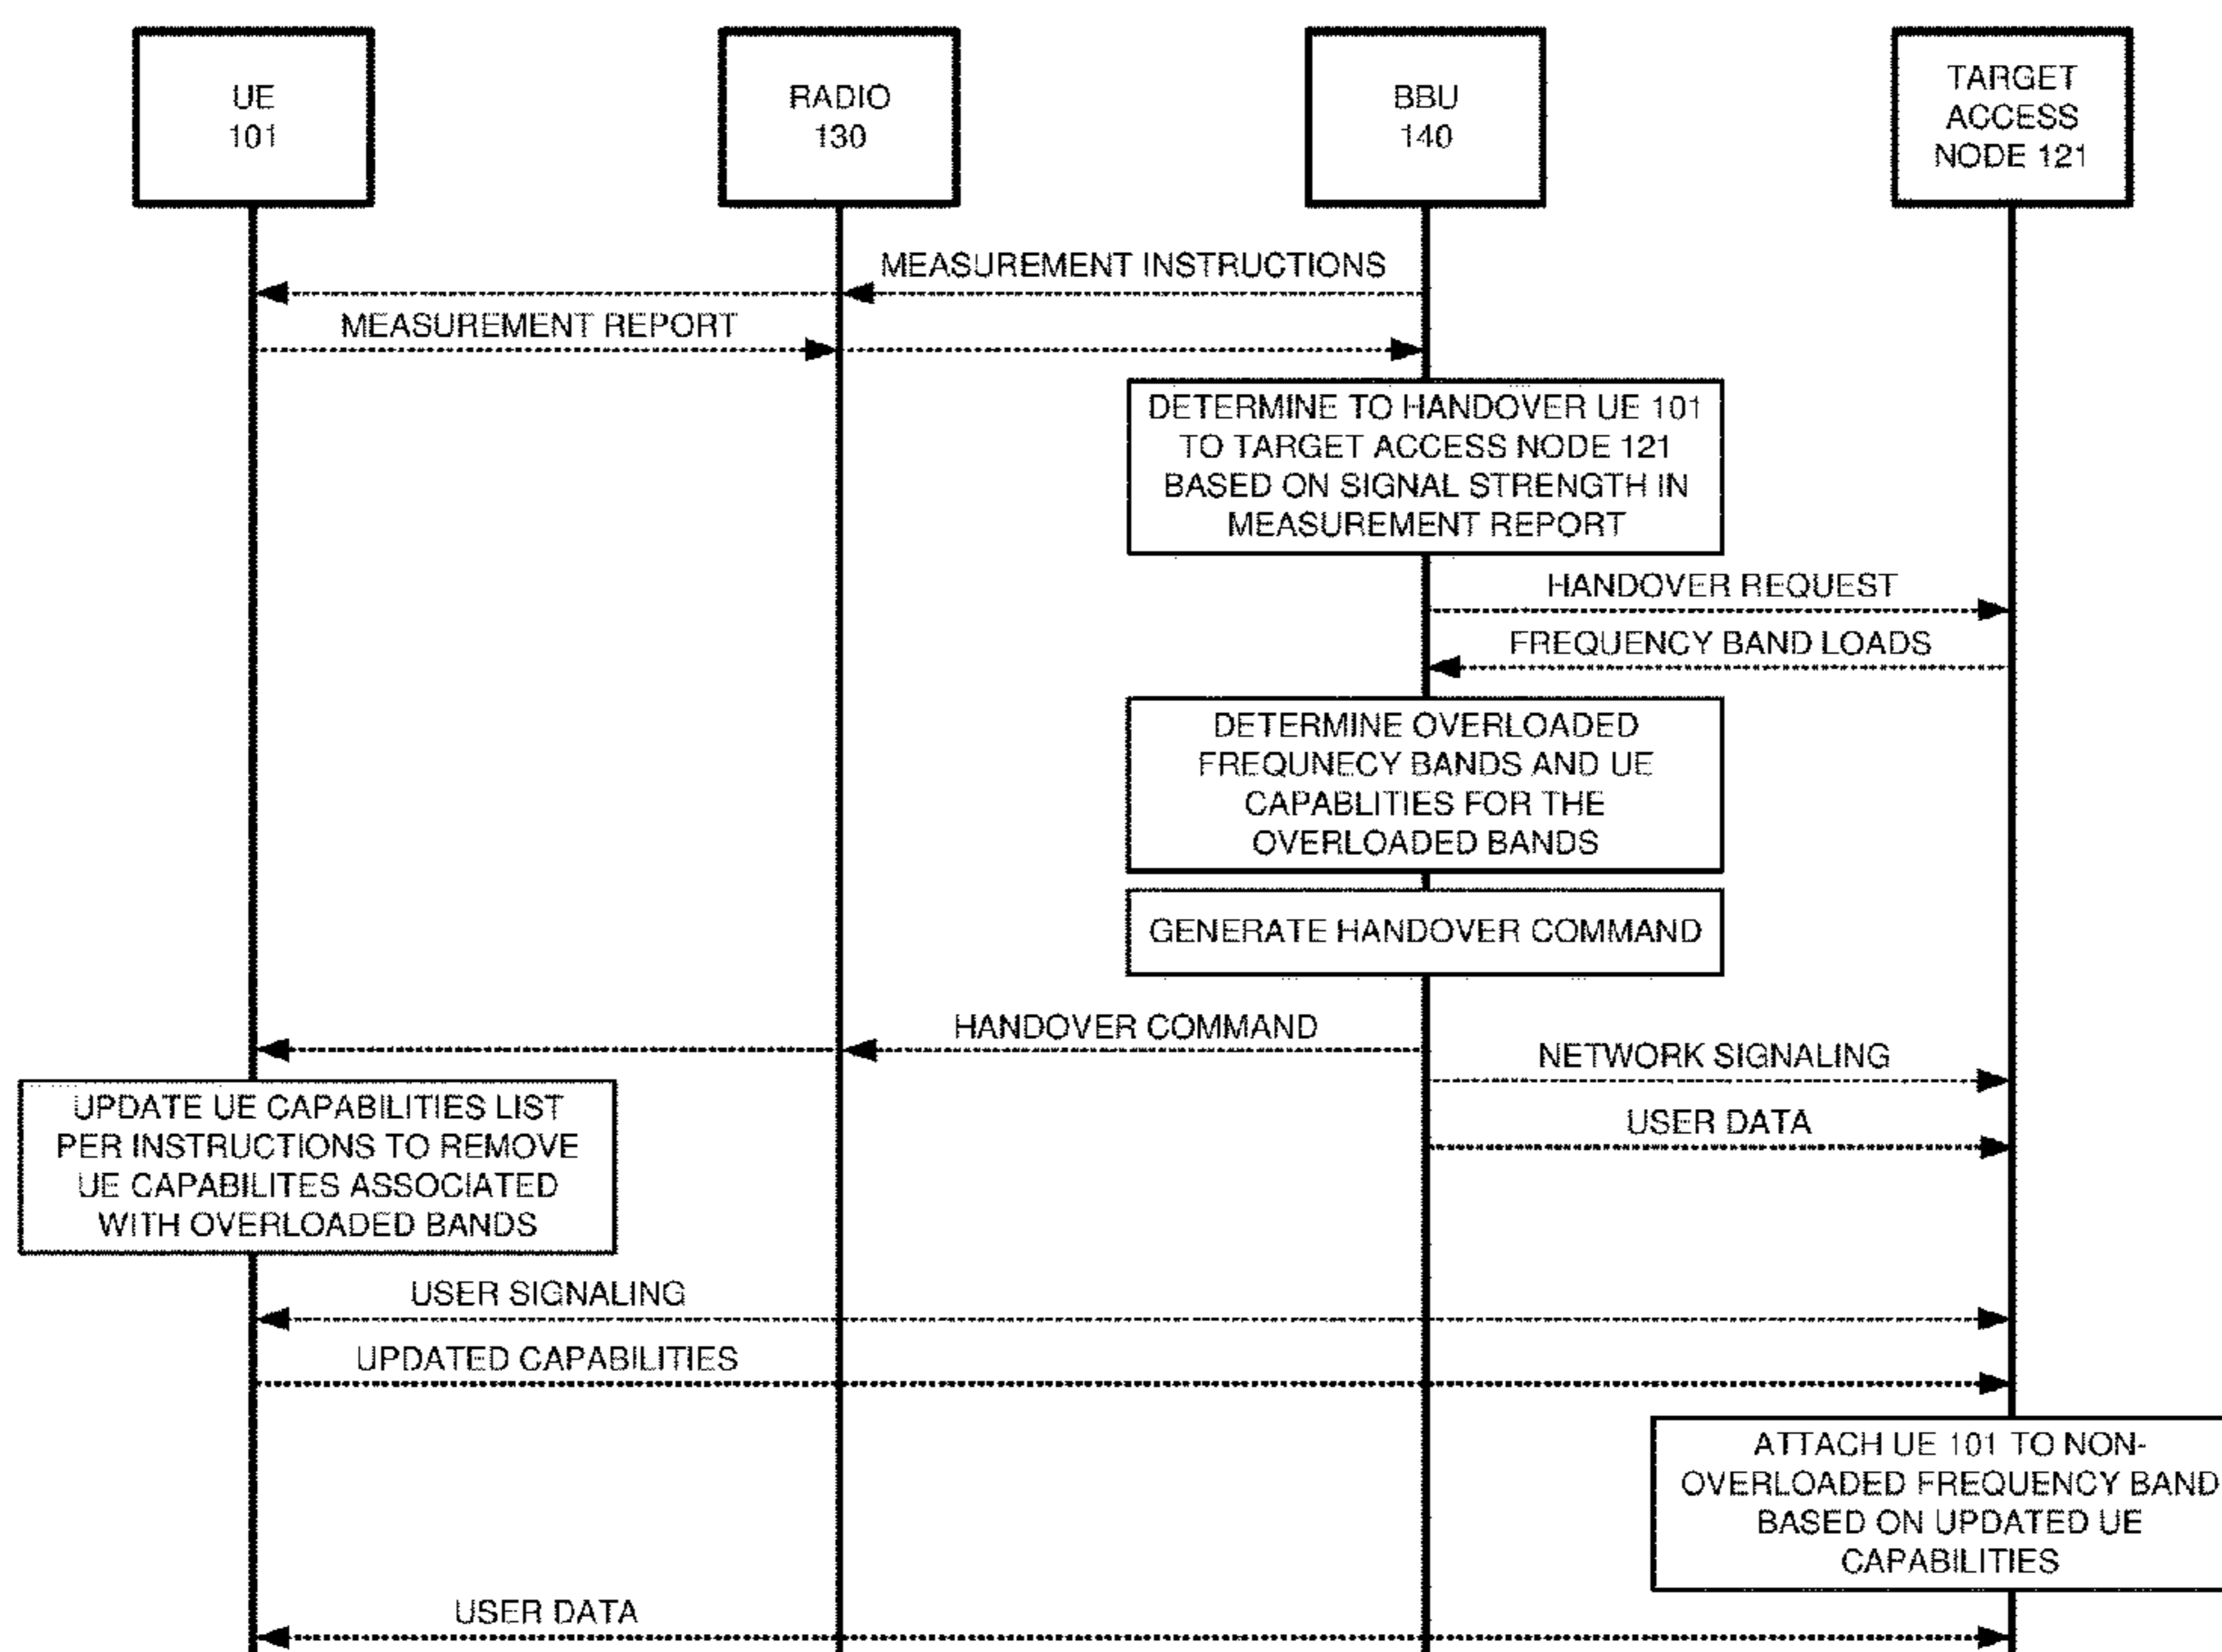 UE
101
RADIO
130
BBU
140
TARGET
ACCESS
NODE 121
MEASUREMENT INSTRUCTIONS
MEASUREMENT REPORT
DETERMINE TO HANDOVER UE 101
TO TARGET ACCESS NODE 121
BASED ON SIGNAL STRENGTH IN
MEASUREMENT REPORT
HANDOVER REQUEST
FREQUENCY BAND LOADS
DETERMINE OVERLOADED
FREQUNECY BANDS AND UE
CAPABLITIES FOR THE
OVERLOADED BANDS
GENERATE HANDOVER COMMAND
HANDOVER COMMAND
NETWORK SIGNALING
USER DATA
UPDATE UE CAPABILITIES LIST
PER INSTRUCTIONS TO REMOVE
UE CAPABILITES ASSOCIATED
WITH OVERLOADED BANDS
USER SIGNALING
UPDATED CAPABILITIES
ATTACH UE 101 TO NON-
OVERLOADED FREQUENCY BAND
BASED ON UPDATED UE
CAPABILITIES
USER DATA